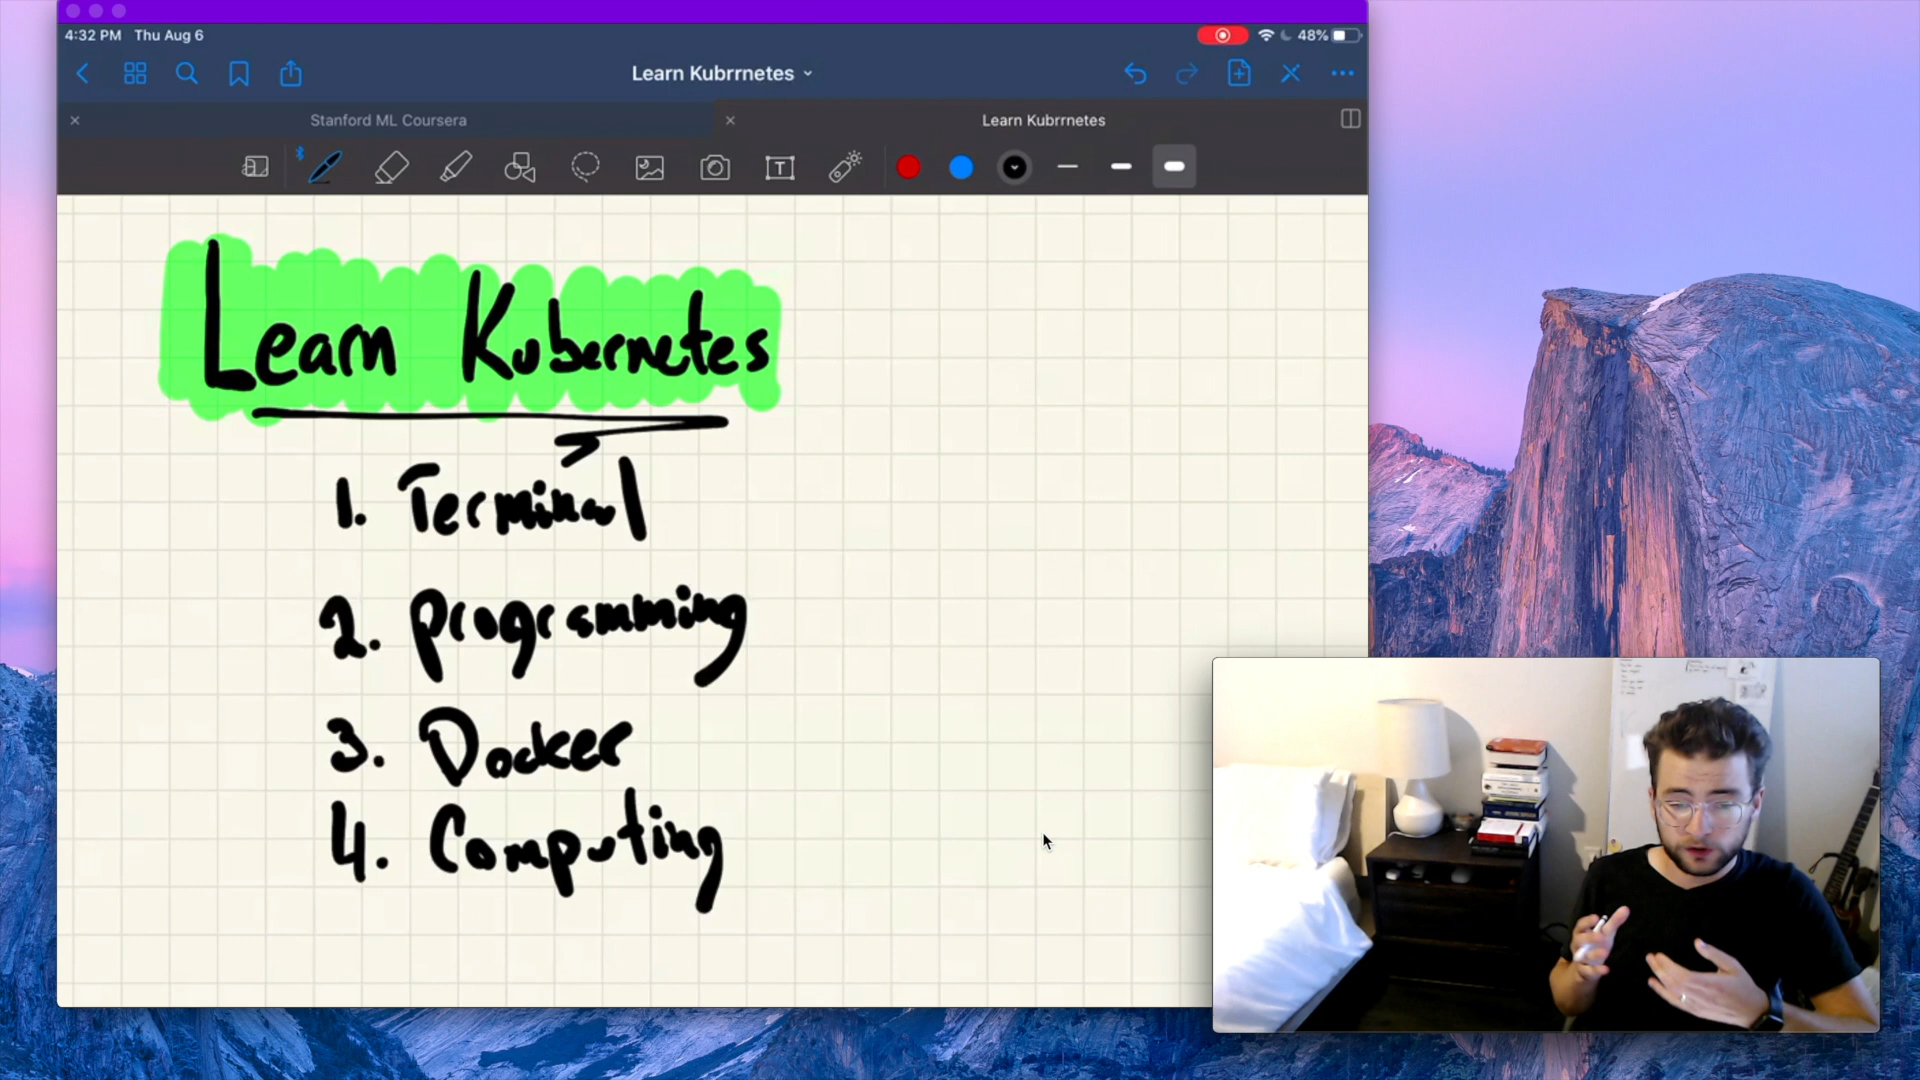 4:32 PM Thu Aug 6
48%
Learn Kubrrnetes
Stanford ML Coursera
Learn Kubrrnetes
T
Learn Kubernetes
1. Terminal
2. Programming
3. Docker
4. Computing